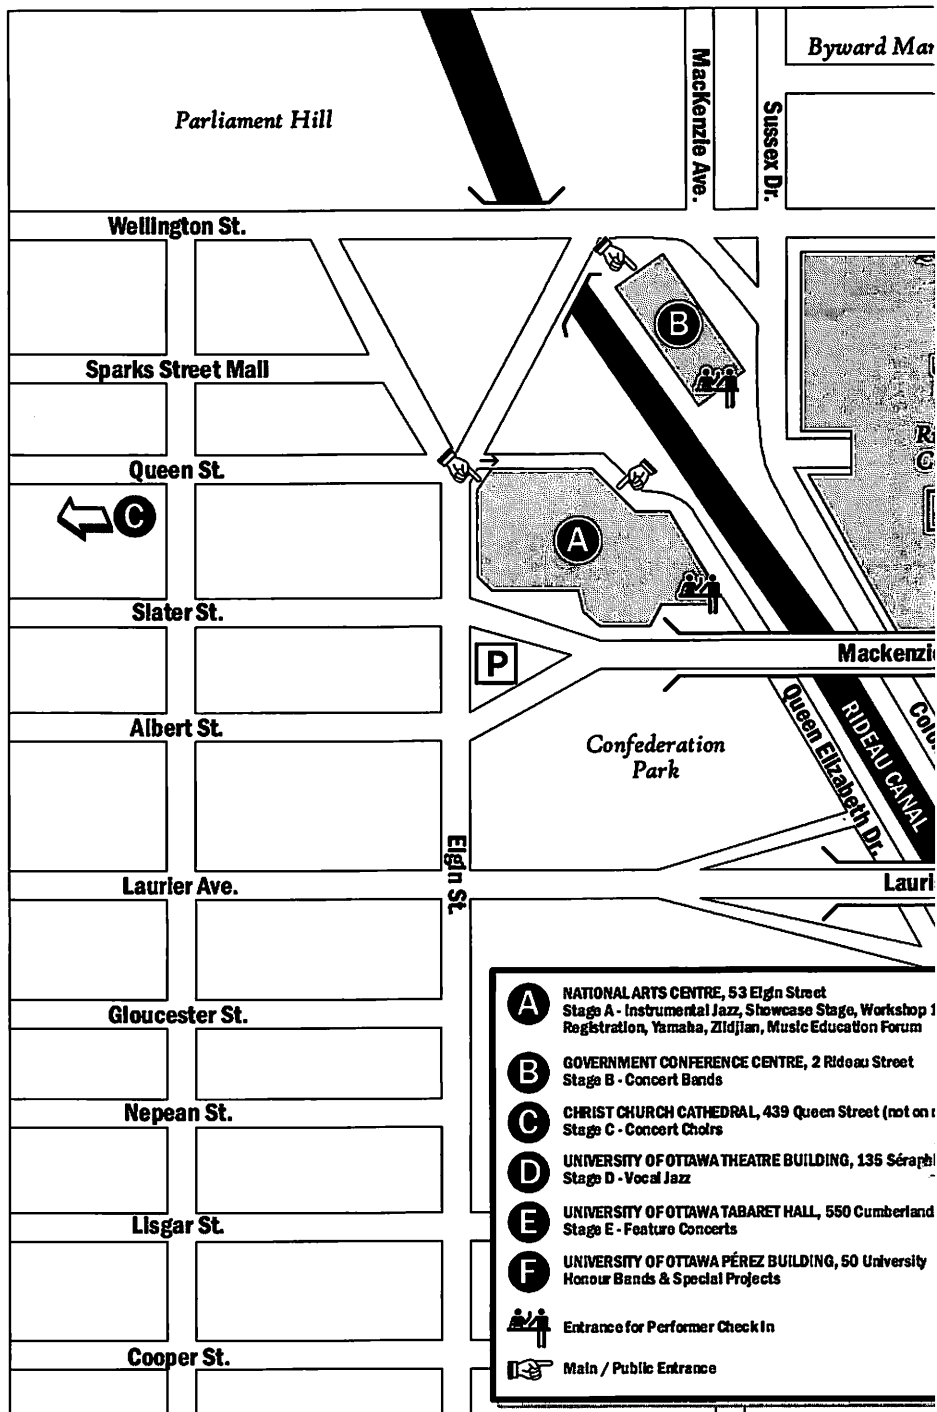 Byward Mar
Parliament Hill
MacKenzie Ave.
Sussex Dr.
Wellington St.
B
Sparks Street Mall
Queen St.
C
A
Slater St.
P
Mackenzie
Albert St.
Confederation
Park
Queen Elizabeth Dr.
RIDEAU CANAL
Elgin St.
Laurier Ave.
Lauri
Gloucester St.
Nepean St.
Lisgar St.
Cooper St.
A
NATIONAL ARTS CENTRE, 53 Elgin Street
Stage A - Instrumental Jazz, Showcase Stage, Workshop 1
Registration, Yamaha, Zildjian, Music Education Forum
B
GOVERNMENT CONFERENCE CENTRE, 2 Rideau Street
Stage B - Concert Bands
C
CHRIST CHURCH CATHEDRAL, 439 Queen Street (not on
Stage C - Concert Choirs
D
UNIVERSITY OF OTTAWA THEATRE BUILDING, 135 Séraph
Stage D - Vocal Jazz
E
UNIVERSITY OF OTTAWA TABARET HALL, 550 Cumberland
Stage E - Feature Concerts
F
UNIVERSITY OF OTTAWA PÉREZ BUILDING, 50 University
Honour Bands & Special Projects
Entrance for Performer Check In
Main / Public Entrance